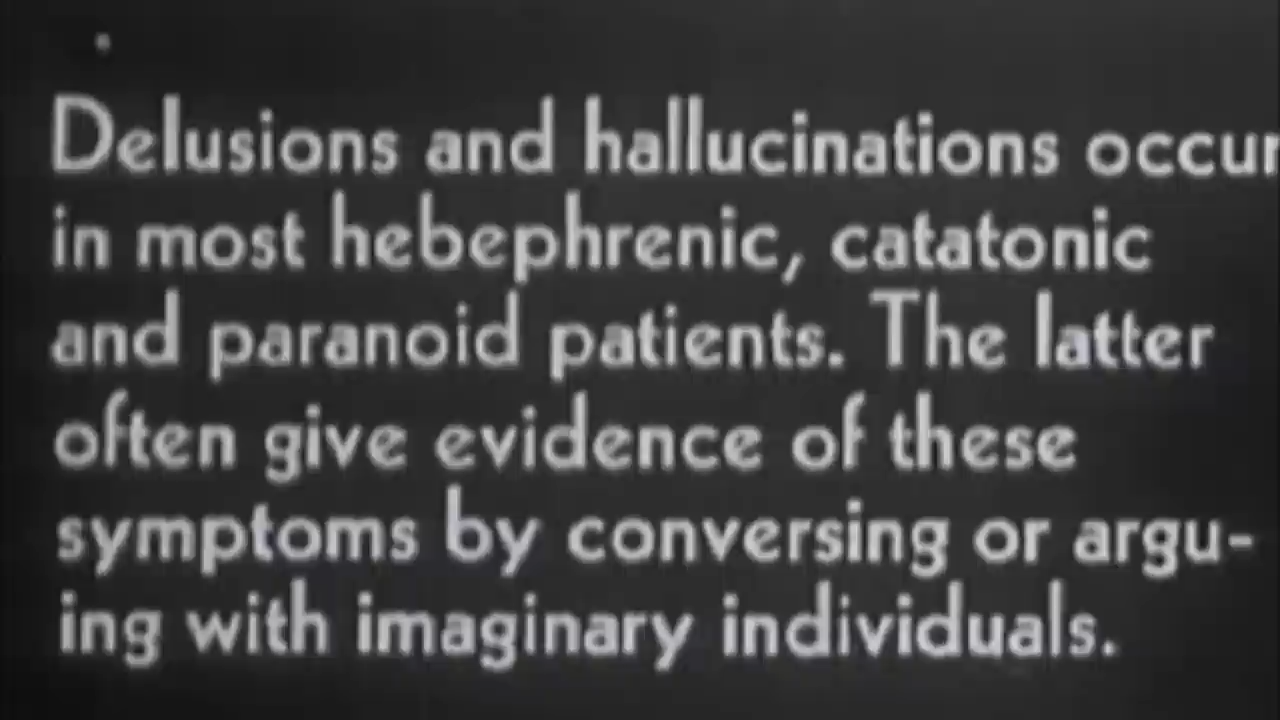 Delusions and hallucinations occur
in most hebephrenic, catatonic
and paranoid patients. The latter
often give evidence of these
symptoms by conversing or argu-
ing with imaginary individuals.